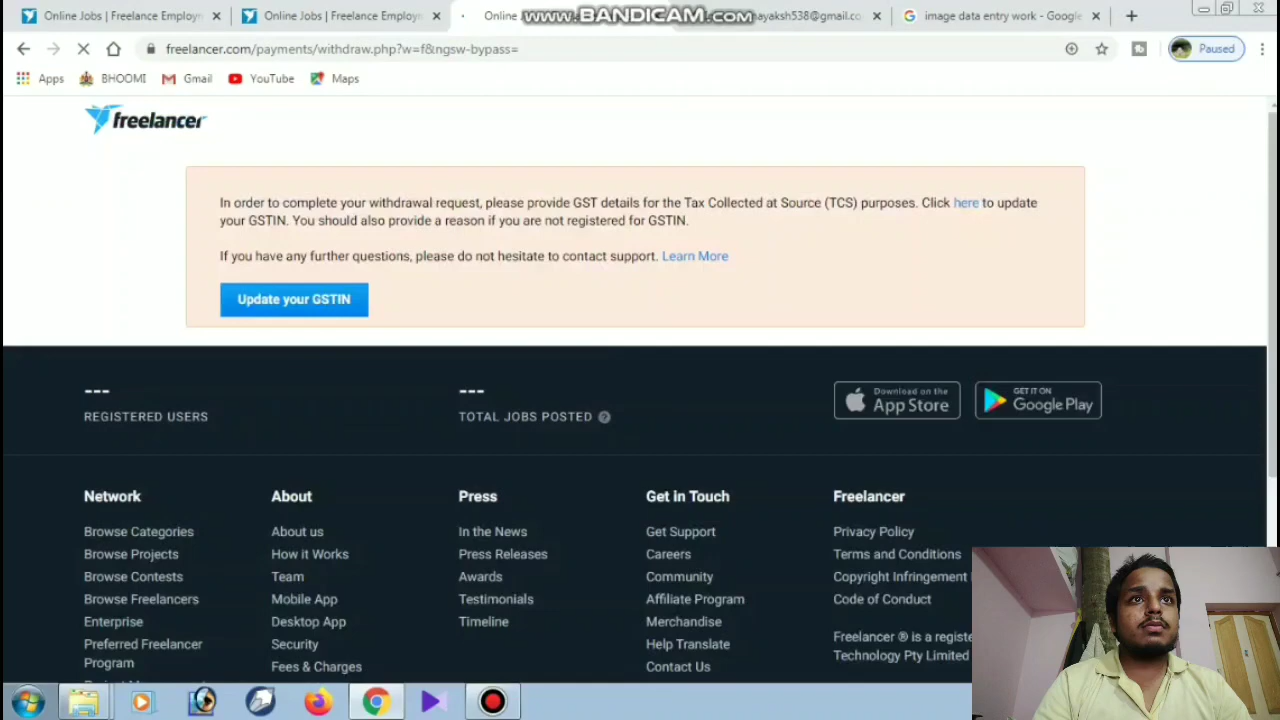 Online Jobs | Freelance Employm
Online Jobs | Freelance Employm
Online
www.BANDICAM.com
nayaksh538@gmail.co
image data entry work - Google
freelancer.com/payments/withdraw.php?w=f&ngsw-bypass=
Paused
Apps
BHOOMI
Gmail
YouTube
Maps
freelancer
In order to complete your withdrawal request, please provide GST details for the Tax Collected at Source (TCS) purposes. Click here to update
your GSTIN. You should also provide a reason if you are not registered for GSTIN.
If you have any further questions, please do not hesitate to contact support. Learn More
Update your GSTIN
---
REGISTERED USERS
---
TOTAL JOBS POSTED ?
Download on the
App Store
GET IT ON
Google Play
Network
Browse Categories
Browse Projects
Browse Contests
Browse Freelancers
Enterprise
Preferred Freelancer
Program
About
About us
How it Works
Team
Mobile App
Desktop App
Security
Fees & Charges
Press
In the News
Press Releases
Awards
Testimonials
Timeline
Get in Touch
Get Support
Careers
Community
Affiliate Program
Merchandise
Help Translate
Contact Us
Freelancer
Privacy Policy
Terms and Conditions
Copyright Infringement
Code of Conduct
Freelancer ® is a registe
Technology Pty Limited